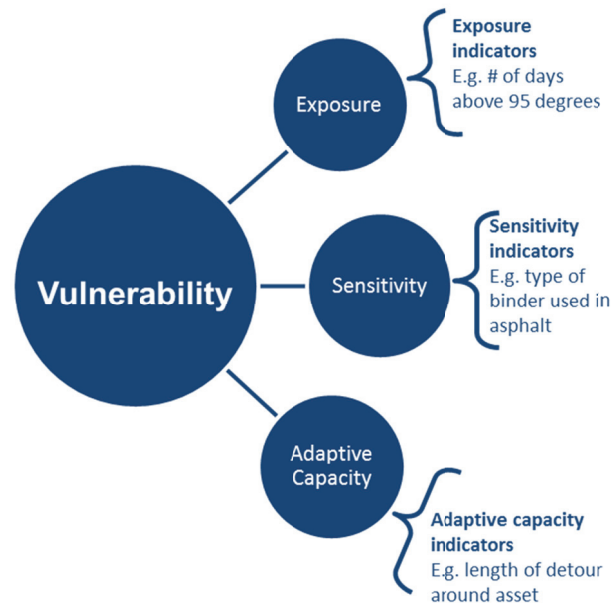 Exposure
indicators
E.g. # of days
above 95 degrees
Exposure
Vulnerability
Sensitivity
Sensitivity
indicators
E.g. type of
binder used in
asphalt
Adaptive
Capacity
Adaptive capacity
indicators
E.g. length of detour
around asset